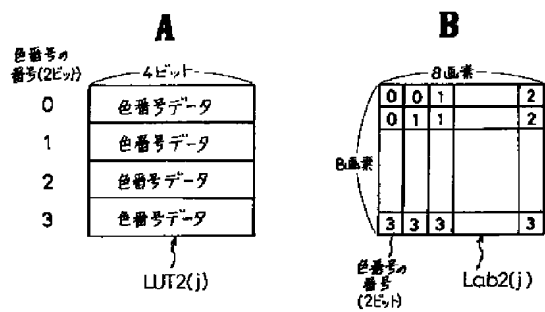 A
色番号の
番号(2ビット)
4ビット
0 色番号データ
1 色番号データ
2 色番号データ
3 色番号データ
LUT2(j)
B
8画素
8画素
0 0 1 2
0 1 1 2
3 3 3 3
色番号の
番号
(2ビット)
Lab2(j)